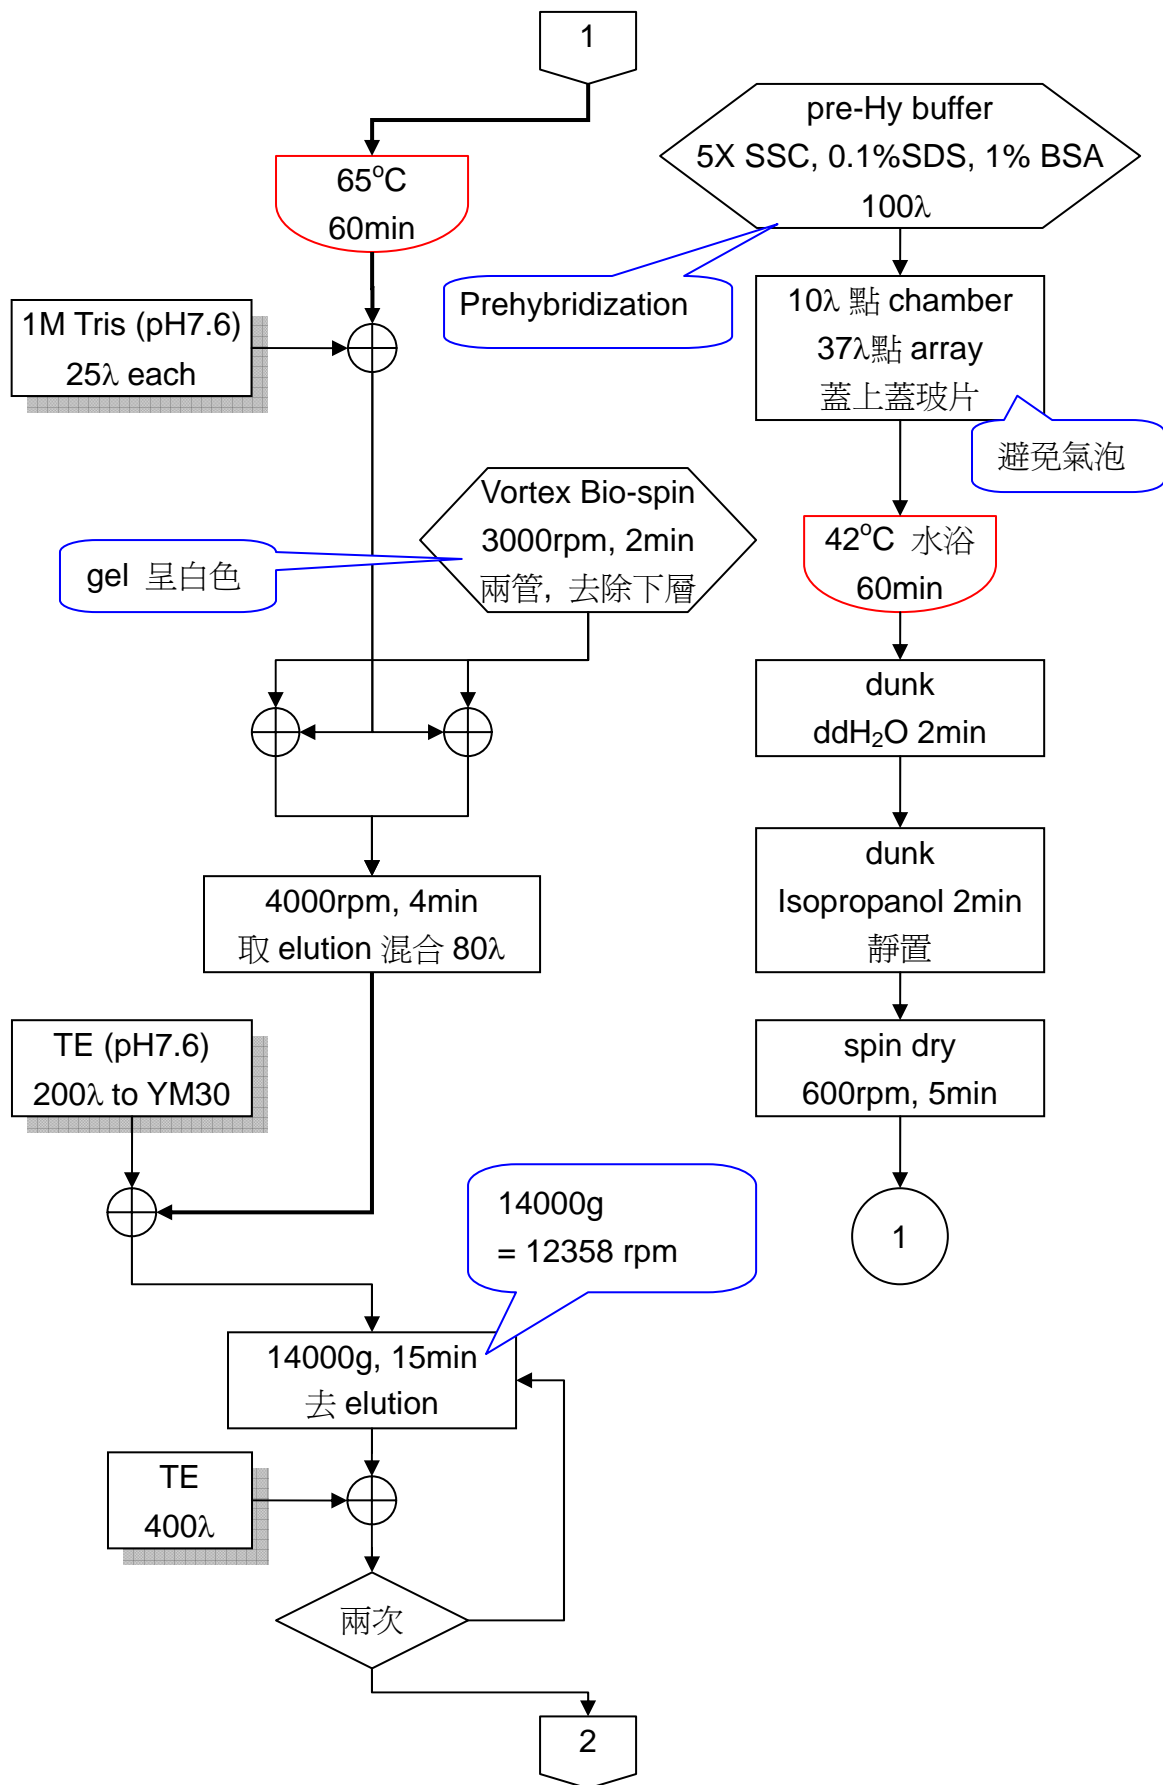 1
65°C
60min
1M Tris (pH7.6)
25λ each
Vortex Bio-spin
3000rpm, 2min
兩管, 去除下層
gel 呈白色
4000rpm, 4min
取 elution 混合 80λ
TE (pH7.6)
200λ to YM30
14000g
= 12358 rpm
14000g, 15min
去 elution
TE
400λ
兩次
2
pre-Hy buffer
5X SSC, 0.1%SDS, 1% BSA
100λ
Prehybridization
10λ 點 chamber
37λ點 array
蓋上蓋玻片
避免氣泡
42°C 水浴
60min
dunk
ddH₂O 2min
dunk
Isopropanol 2min
靜置
spin dry
600rpm, 5min
1